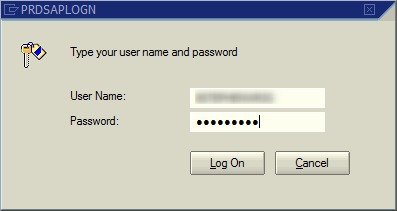 PRDSAPLOGN
Type your user name and password
User Name:
Password: •••••••••
Log On Cancel